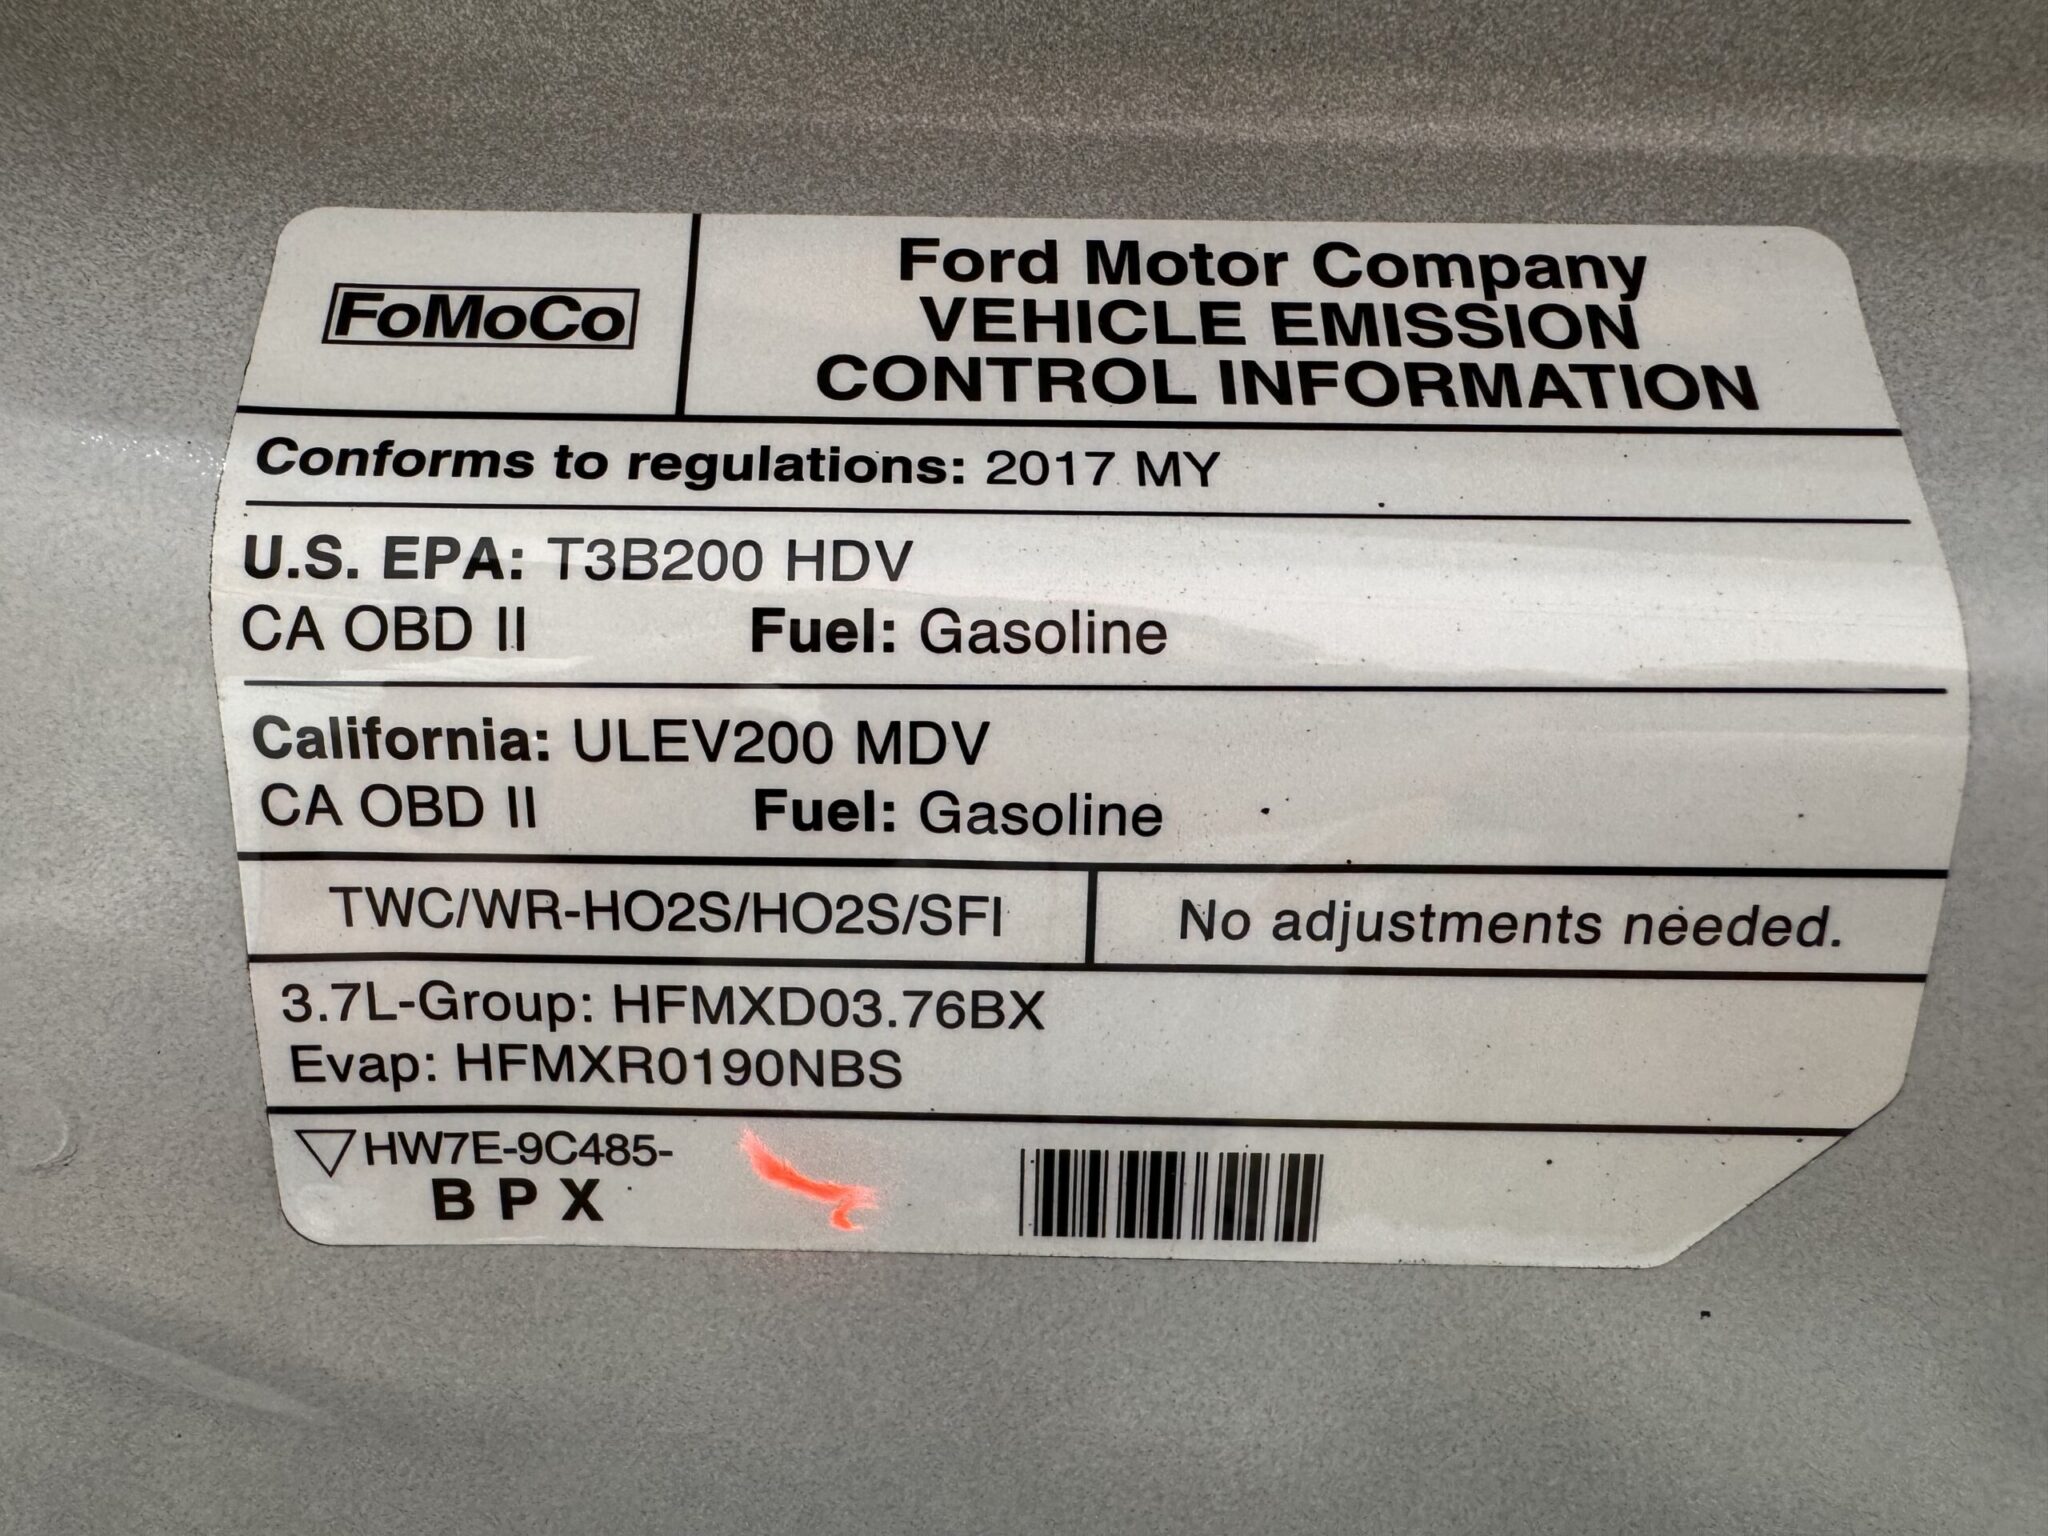 FoMoCo
Ford Motor Company
VEHICLE EMISSION
CONTROL INFORMATION
Conforms to regulations: 2017 MY
U.S. EPA: T3B200 HDV
CA OBD II Fuel: Gasoline
California: ULEV200 MDV
CA OBD II Fuel: Gasoline
TWC/WR-HO2S/HO2S/SFI
No adjustments needed.
3.7L-Group: HFMXD03.76BX
Evap: HFMXR0190NBS
HW7E-9C485-
B P X